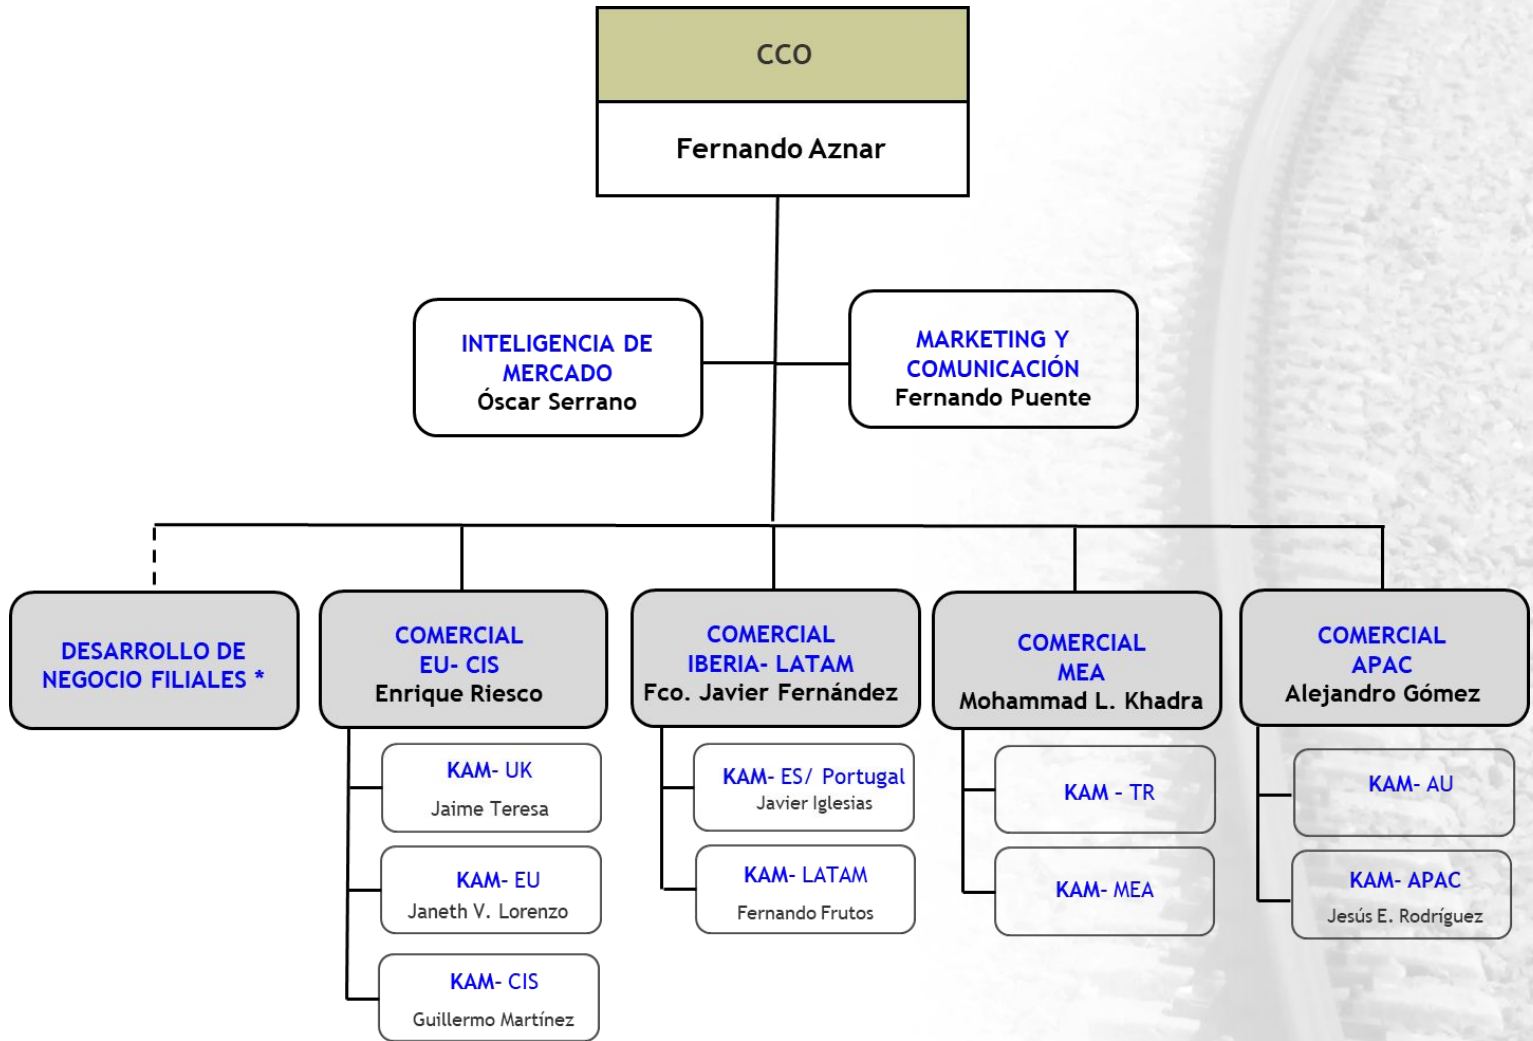 CCO
Fernando Aznar
INTELIGENCIA DE
MERCADO
Óscar Serrano
MARKETING Y
COMUNICACIÓN
Fernando Puente
DESARROLLO DE
NEGOCIO FILIALES *
COMERCIAL
EU- CIS
Enrique Riesco
COMERCIAL
IBERIA- LATAM
Fco. Javier Fernández
COMERCIAL
MEA
Mohammad L. Khadra
COMERCIAL
APAC
Alejandro Gómez
KAM- UK
Jaime Teresa
KAM- EU
Janeth V. Lorenzo
KAM- CIS
Guillermo Martínez
KAM- ES/ Portugal
Javier Iglesias
KAM- LATAM
Fernando Frutos
KAM - TR
KAM- MEA
KAM- AU
KAM- APAC
Jesús E. Rodríguez